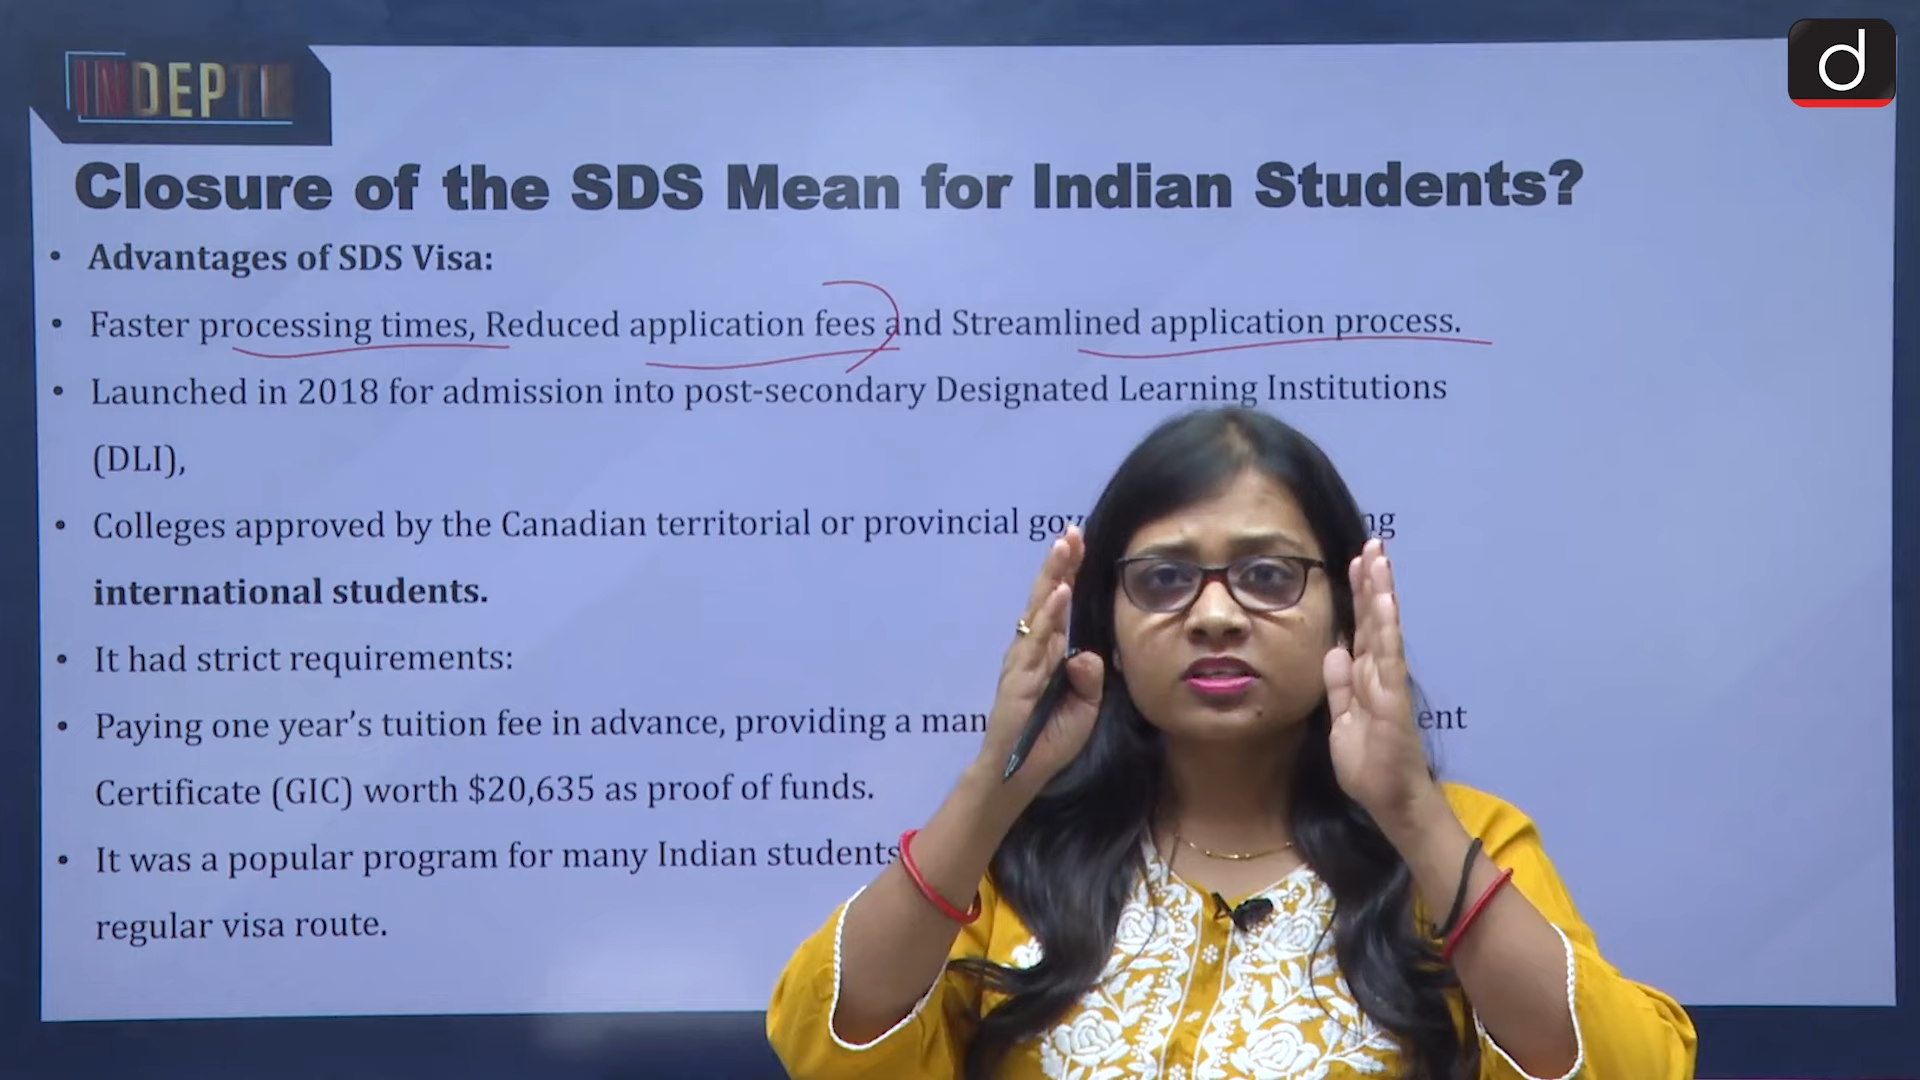 INDEPTH
d
Closure of the SDS Mean for Indian Students?
• Advantages of SDS Visa:
• Faster processing times, Reduced application fees and Streamlined application process.
• Launched in 2018 for admission into post-secondary Designated Learning Institutions
(DLI),
• Colleges approved by the Canadian territorial or provincial
international students.
• It had strict requirements:
• Paying one year’s tuition fee in advance, providing a
Certificate (GIC) worth $20,635 as proof of funds.
• It was a popular program for many Indian students
regular visa route.